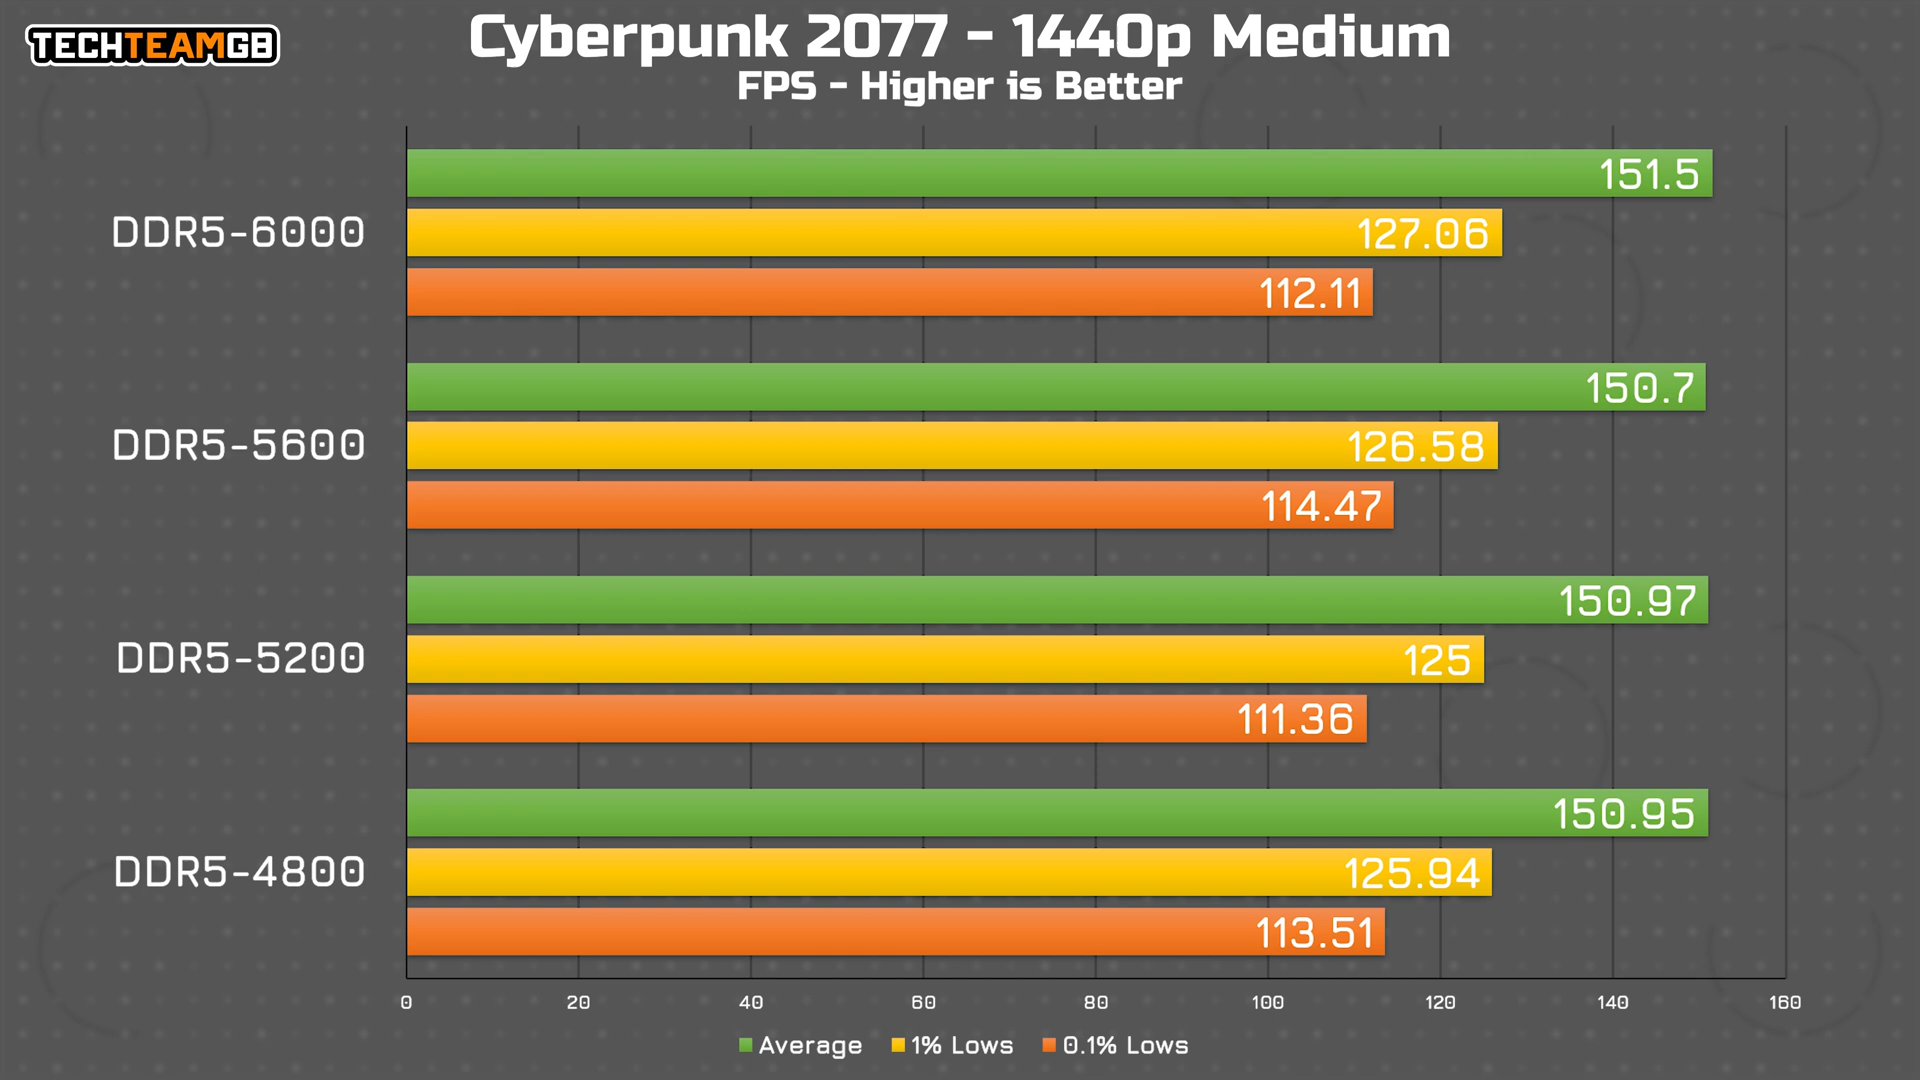 TECHTEAMGB
Cyberpunk 2077 - 1440p Medium
FPS - Higher is Better
DDR5-6000
151.5
127.06
112.11
DDR5-5600
150.7
126.58
114.47
DDR5-5200
150.97
125
111.36
DDR5-4800
150.95
125.94
113.51
0 20 40 60 80 100 120 140 160
Average 1% Lows 0.1% Lows